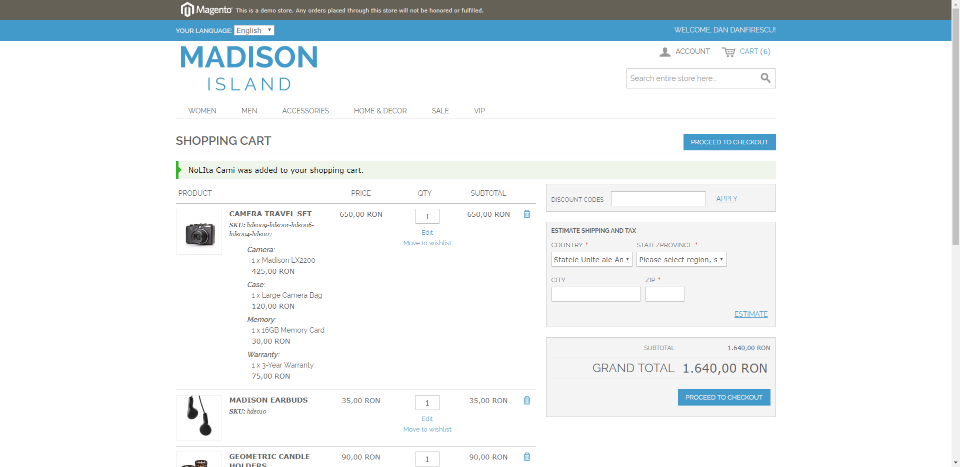 Magento® This is a demo store. Any orders placed through this store will not be honored or fulfilled.
YOUR LANGUAGE: English WELCOME, DAN DANFIRESCU!
MADISON
ISLAND
ACCOUNT CART (6)
Search entire store here...
WOMEN MEN ACCESSORIES HOME & DECOR SALE VIP
SHOPPING CART
PROCEED TO CHECKOUT
NoLIta Cami was added to your shopping cart.
PRODUCT PRICE QTY SUBTOTAL
CAMERA TRAVEL SET 650,00 RON 1 650,00 RON
SKU:
Edit
Move to wishlist
Camera:
1 x Madison LX2200
425,00 RON
Case:
1 x Large Camera Bag
120,00 RON
Memory:
1 x 16GB Memory Card
30,00 RON
Warranty:
1 x 3-Year Warranty
75,00 RON
MADISON EARBUDS 35,00 RON 1 35,00 RON
SKU: hde010
Edit
Move to wishlist
GEOMETRIC CANDLE 90,00 RON 1 90,00 RON
HOLDERS
DISCOUNT CODES APPLY
ESTIMATE SHIPPING AND TAX
COUNTRY * STATE/PROVINCE *
Statele Unite ale An Please select region, s
CITY ZIP *
ESTIMATE
SUBTOTAL 1.640,00 RON
GRAND TOTAL 1.640,00 RON
PROCEED TO CHECKOUT